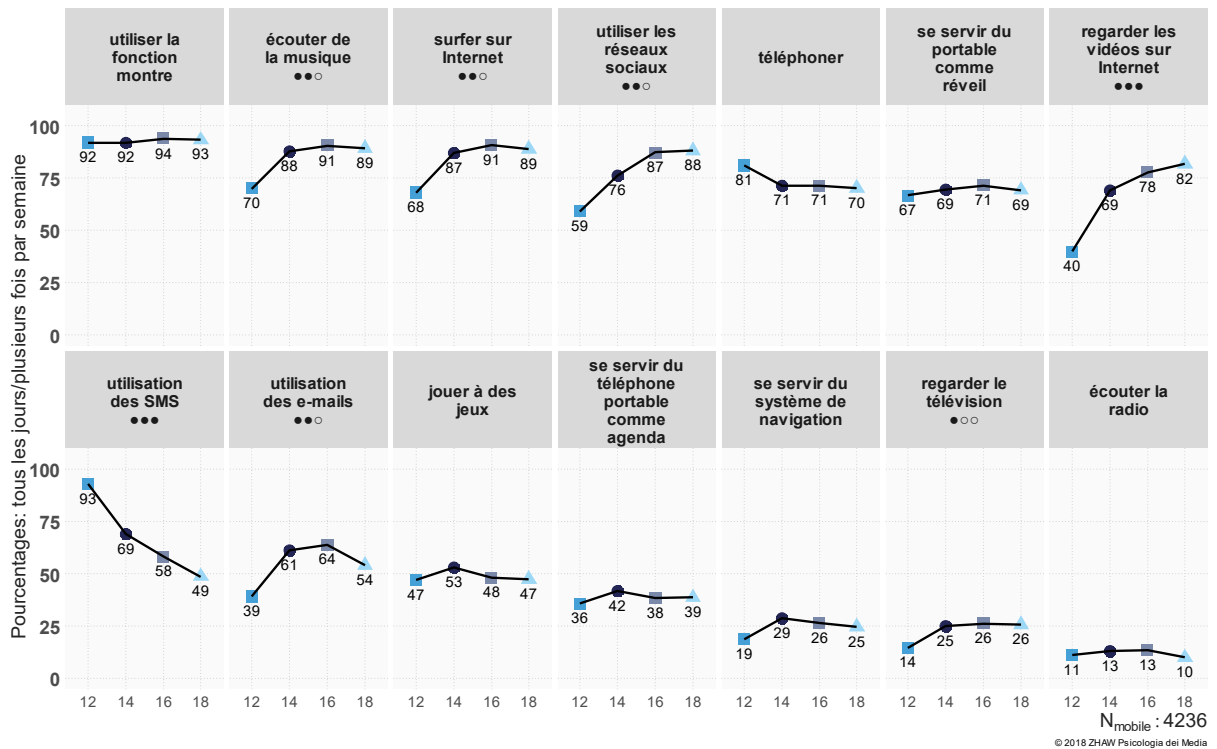 utiliser la
fonction
montre
écouter de
la musique
●●○
surfer sur
Internet
●●○
utiliser les
réseaux
sociaux
●●○
téléphoner
se servir du
portable
comme
réveil
regarder les
vidéos sur
Internet
●●●
Pourcentages: tous les jours/plusieurs fois par semaine
100
75
50
25
0
92 92 94 93
70 88 91 89
68 87 91 89
59 76 87 88
81 71 71 70
67 69 71 69
40 69 78 82
utilisation
des SMS
●●●
utilisation
des e-mails
●●○
jouer à des
jeux
se servir du
téléphone
portable
comme
agenda
se servir du
système de
navigation
regarder le
télévision
●○○
écouter la
radio
100
75
50
25
0
93 69 58 49
39 61 64 54
47 53 48 47
36 42 38 39
19 29 26 25
14 25 26 26
11 13 13 10
12 14 16 18
12 14 16 18
12 14 16 18
12 14 16 18
12 14 16 18
12 14 16 18
12 14 16 18
Nmobile : 4236
© 2018 ZHAW Psicologia dei Media